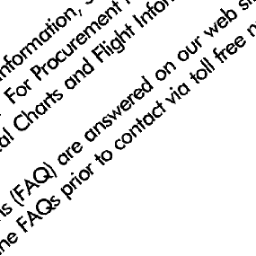 nformation,
For Procurement
al Charts and Flight Infor
ns (FAQ) are answered on our web si
he FAQs prior to contact via toll free n